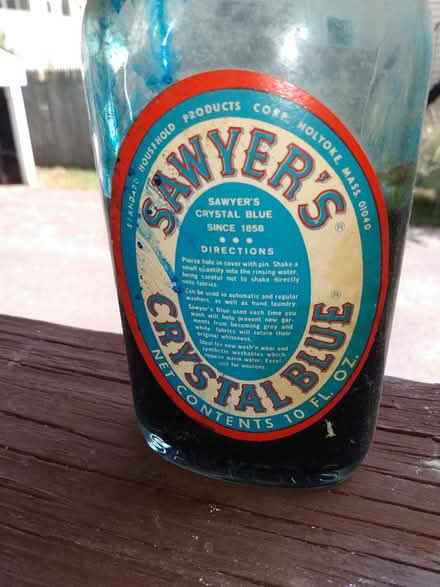 STANDARD HOUSEHOLD PRODUCTS CORP. HOLYOKE, MASS. 01040
SAWYER'S®
SAWYER'S
CRYSTAL BLUE
SINCE 1858
DIRECTIONS
Pierce hole in cover with pin. Shake a
small quantity into the rinsing water,
being careful not to shake directly
onto fabrics.
Can be used in automatic and regular
washers, as well as hand laundry
Sawyer's Blue used each time you
wash will help prevent new gar-
ments from becoming grey and
white fabrics will retain their
original whiteness.
Ideal for new wash'n wear and
synthetic washables which
require warm water. Excel-
lent for woolens.
CRYSTAL BLUE®
NET CONTENTS 10 FL. OZ.